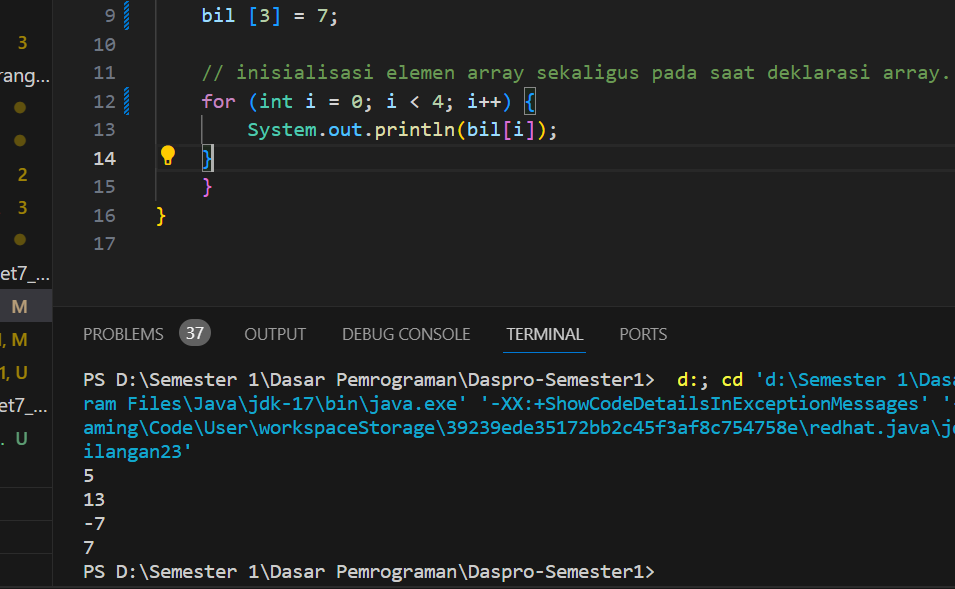 3
rang...
2
3
et7_...
M
, M
1, U
et7_...
. U
9 bil [3] = 7;
10
11 // inisialisasi elemen array sekaligus pada saat deklarasi array.
12 for (int i = 0; i < 4; i++) {
13 System.out.println(bil[i]);
14 }
15 }
16 }
17
PROBLEMS 37 OUTPUT DEBUG CONSOLE TERMINAL PORTS
PS D:\Semester 1\Dasar Pemrograman\Daspro-Semester1> d:; cd 'd:\Semester 1\Dasa
ram Files\Java\jdk-17\bin\java.exe' '-XX:+ShowCodeDetailsInExceptionMessages' '-
aming\Code\User\workspaceStorage\39239ede35172bb2c45f3af8c754758e\redhat.java\jd
ilangan23'
5
13
-7
7
PS D:\Semester 1\Dasar Pemrograman\Daspro-Semester1>